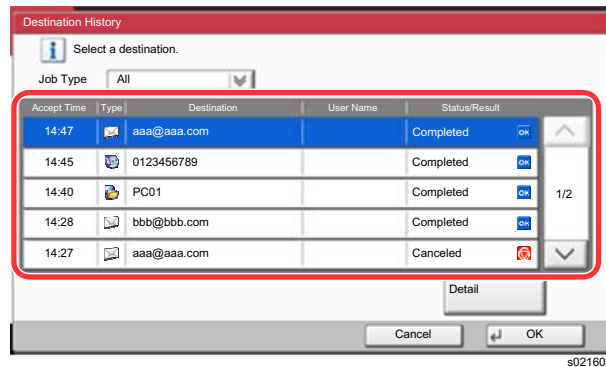 Destination History
i Select a destination.
Job Type All
Accept Time Type Destination User Name Status/Result
14:47 aaa@aaa.com Completed OK
14:45 0123456789 Completed OK
14:40 PC01 Completed OK
14:28 bbb@bbb.com Completed OK
14:27 aaa@aaa.com Canceled
1/2
Detail
Cancel OK
s02160